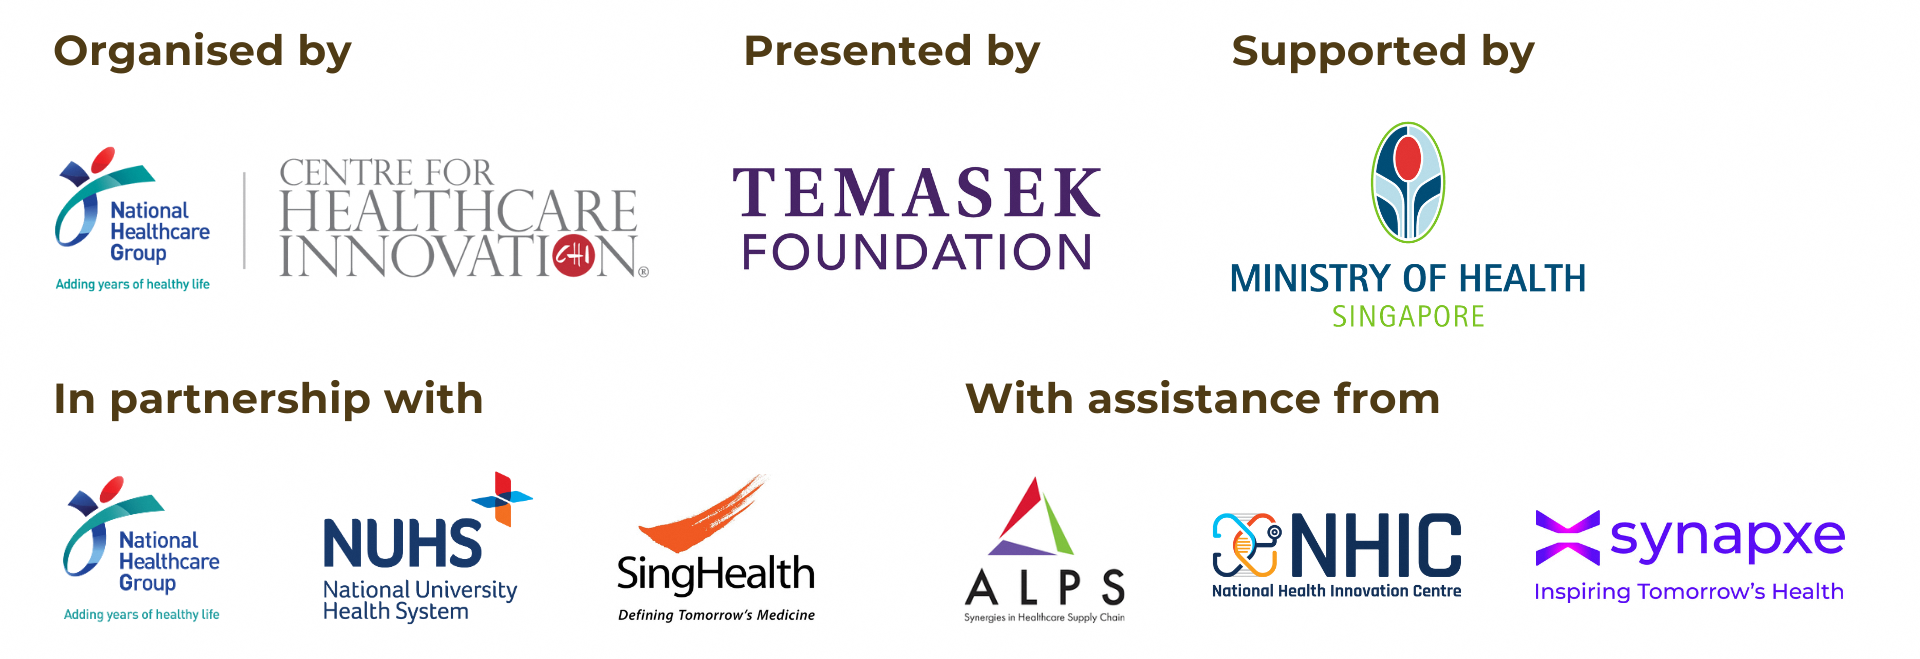 Organised by
National
Healthcare
Group
Adding years of healthy life
CENTRE FOR
HEALTHCARE
INNOVATION®
CHI
Presented by
TEMASEK
FOUNDATION
Supported by
MINISTRY OF HEALTH
SINGAPORE
In partnership with
National
Healthcare
Group
Adding years of healthy life
NUHS
National University
Health System
SingHealth
Defining Tomorrow's Medicine
With assistance from
ALPS
Synergies in Healthcare Supply Chain
NHIC
National Health Innovation Centre
synapxe
Inspiring Tomorrow's Health